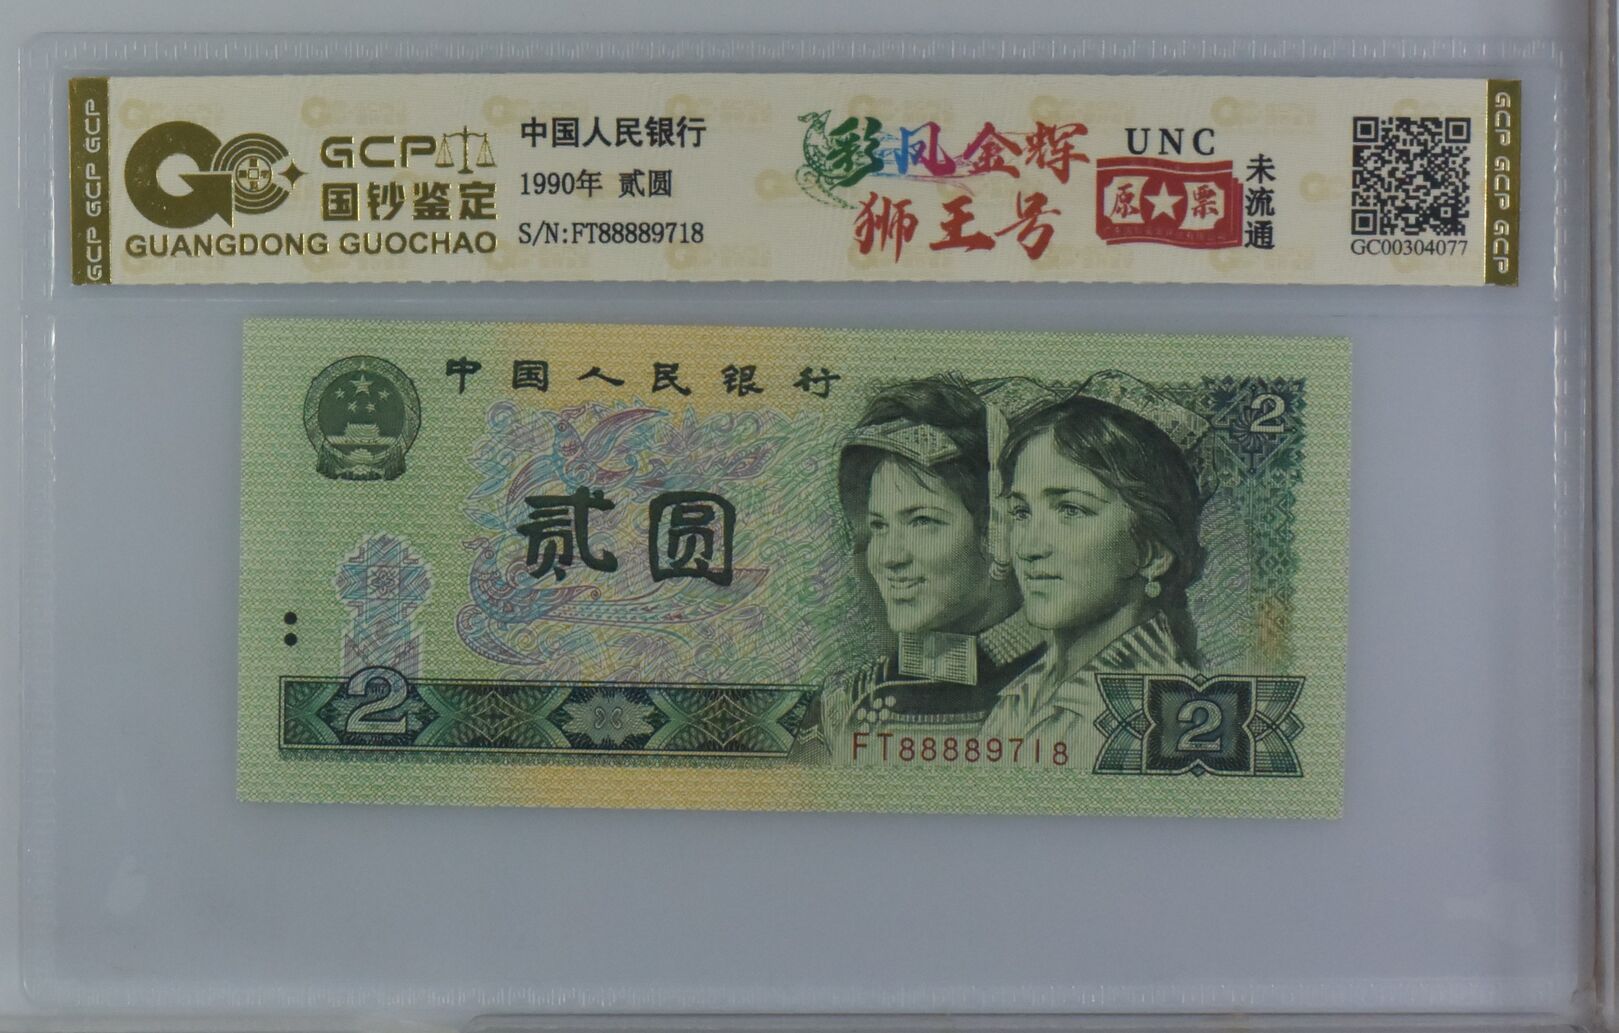 GCP GCP GCP
GCP
国钞鉴定
GUANGDONG GUOCHAO
中国人民银行
1990年 贰圆
S/N:FT88889718
彩凤金辉
狮王号
UNC
原票
未流通
GC00304077
GCP GCP GCP
中国人民银行
贰圆
2
2
FT88889718
2